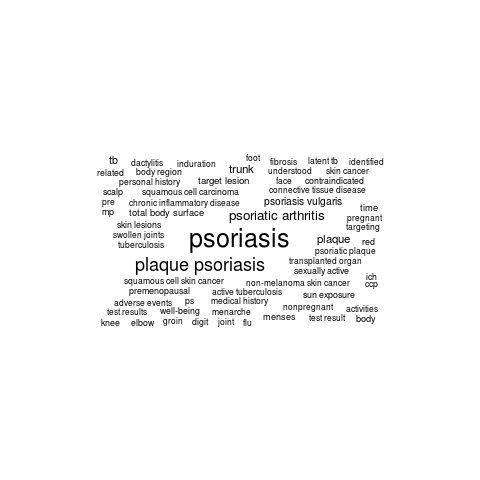 foot
tb dactylitis induration fibrosis latent tb identified
related body region trunk understood skin cancer
personal history target lesion face contraindicated
scalp squamous cell carcinoma connective tissue disease
pre chronic inflammatory disease psoriasis vulgaris
mp total body surface psoriatic arthritis time
pregnant
skin lesions targeting
swollen joints psoriasis plaque red
tuberculosis psoriatic plaque
plaque psoriasis transplanted organ
sexually active
squamous cell skin cancer non-melanoma skin cancer ich
ccp
premenopausal active tuberculosis sun exposure
adverse events ps medical history nonpregnant activities
test results well-being menarche
knee elbow groin digit joint flu menses test result body